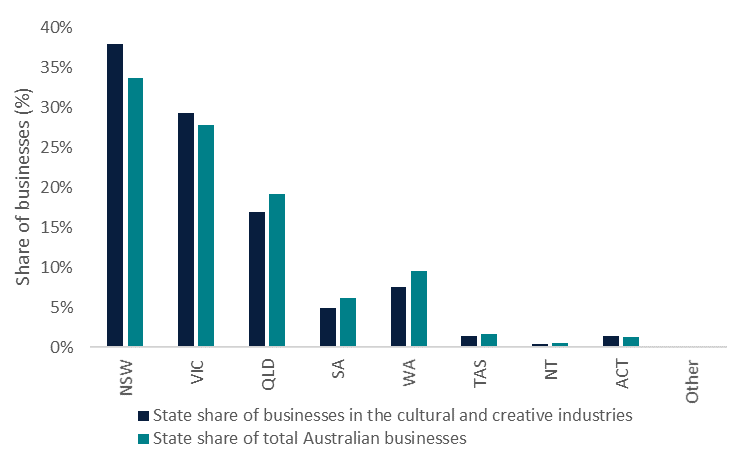 40%
35%
30%
25%
20%
15%
10%
5%
0%
Share of businesses (%)
NSW
VIC
QLD
SA
WA
TAS
NT
ACT
Other
State share of businesses in the cultural and creative industries
State share of total Australian businesses